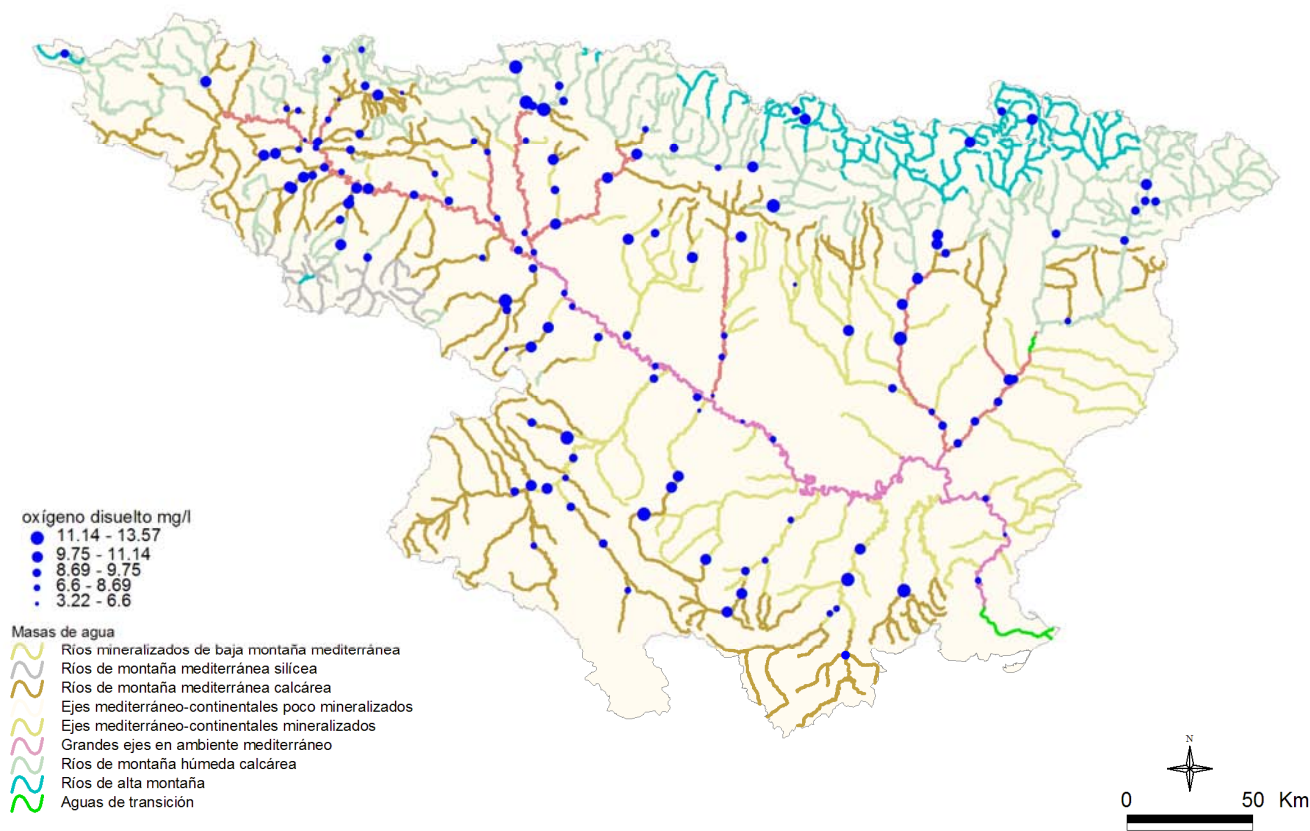 oxígeno disuelto mg/l
11.14 - 13.57
9.75 - 11.14
8.69 - 9.75
6.6 - 8.69
3.22 - 6.6
Masas de agua
Ríos mineralizados de baja montaña mediterránea
Ríos de montaña mediterránea silícea
Ríos de montaña mediterránea calcárea
Ejes mediterráneo-continentales poco mineralizados
Ejes mediterráneo-continentales mineralizados
Grandes ejes en ambiente mediterráneo
Ríos de montaña húmeda calcárea
Ríos de alta montaña
Aguas de transición
N
0 50 Km